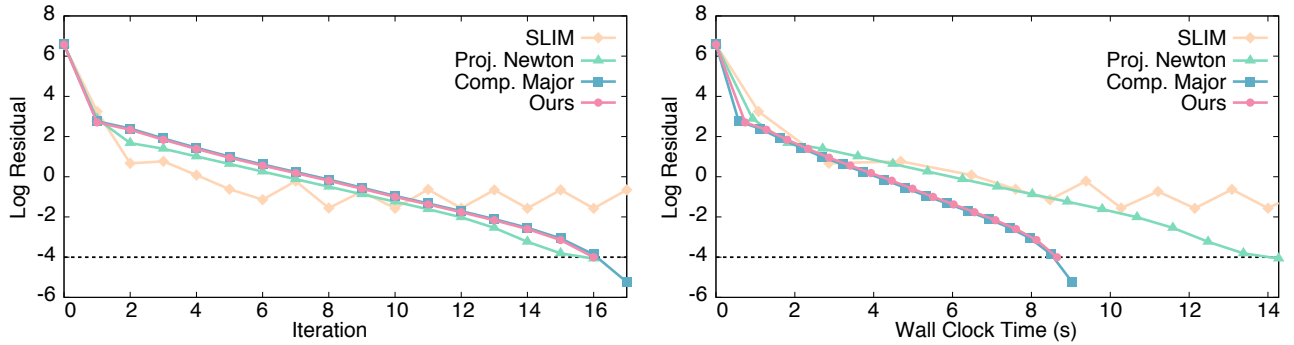 8
6
4
2
0
-2
-4
-6
Log Residual
SLIM
Proj. Newton
Comp. Major
Ours
0 2 4 6 8 10 12 14 16
Iteration
8
6
4
2
0
-2
-4
-6
Log Residual
SLIM
Proj. Newton
Comp. Major
Ours
0 2 4 6 8 10 12 14
Wall Clock Time (s)